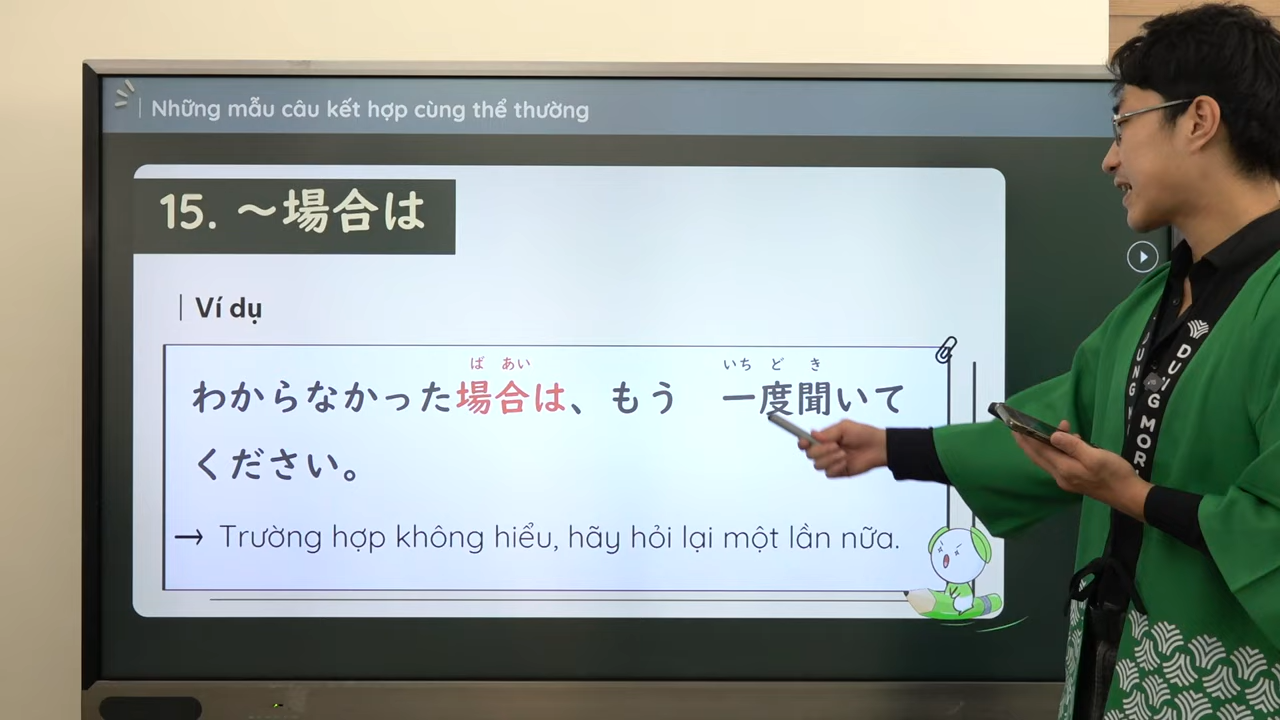 Những mẫu câu kết hợp cùng thể thường
15. ～場合は
Ví dụ
ば あい いち ど き
わからなかった場合は、もう 一度聞いて
ください。
→ Trường hợp không hiểu, hãy hỏi lại một lần nữa.
DUNG MOR